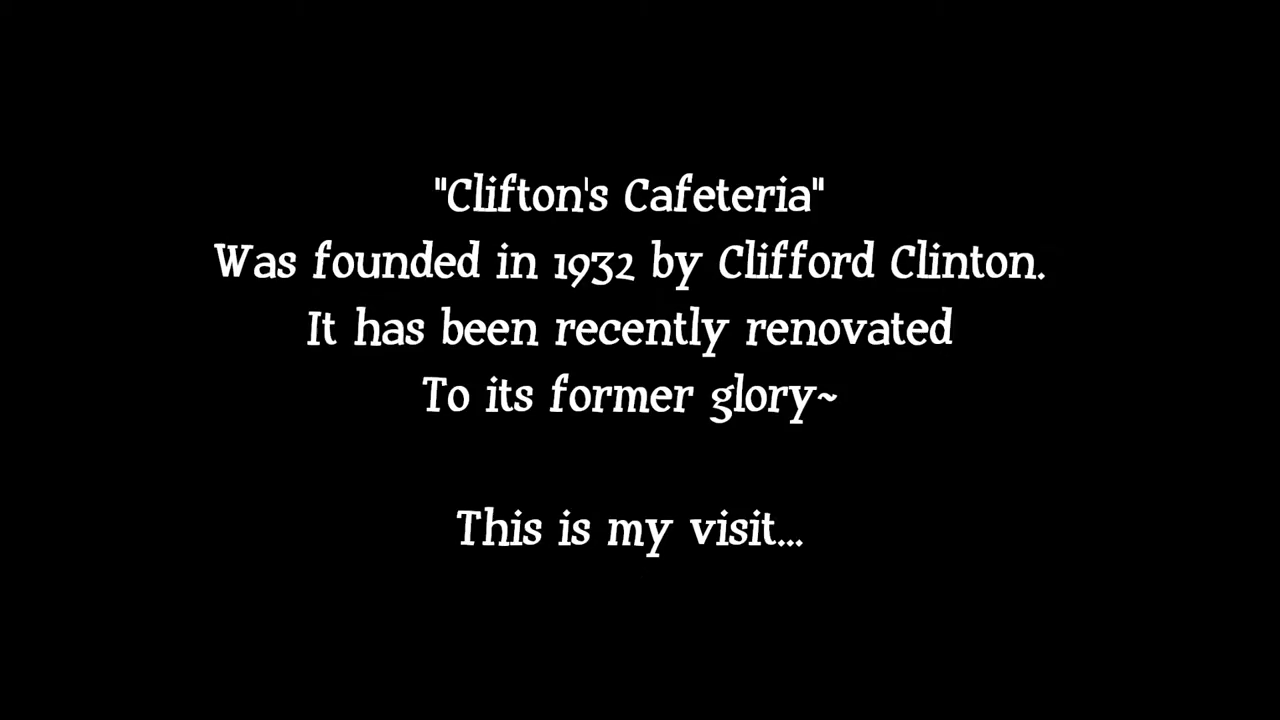 "Clifton's Cafeteria"
Was founded in 1932 by Clifford Clinton.
It has been recently renovated
To its former glory~
This is my visit...